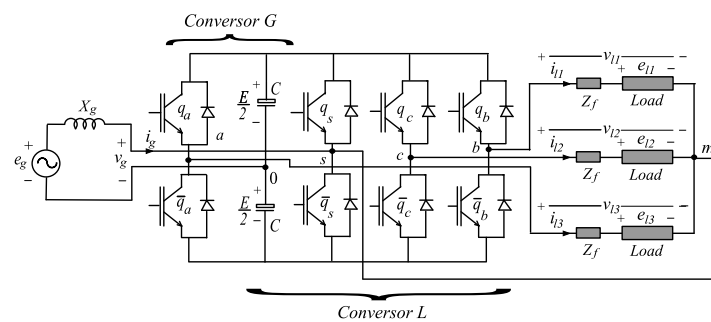 Conversor G
X_g
+
e_g
−
+
v_g
−
i_g
q_a
a
q̅_a
E/2
+
−
C
0
E/2
+
−
C
q_s
s
q̅_s
q_c
c
q̅_c
q_b
b
q̅_b
+ v_l1 −
i_l1 + e_l1 −
Z_f Load
+ v_l2 −
i_l2 + e_l2 −
Z_f Load
m
+ v_l3 −
i_l3 + e_l3 −
Z_f Load
Conversor L